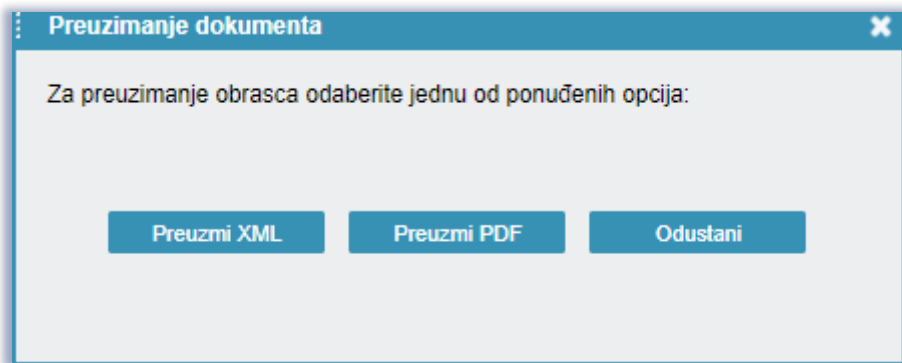 Preuzimanje dokumenta
Za preuzimanje obrasca odaberite jednu od ponuđenih opcija:
Preuzmi XML
Preuzmi PDF
Odustani